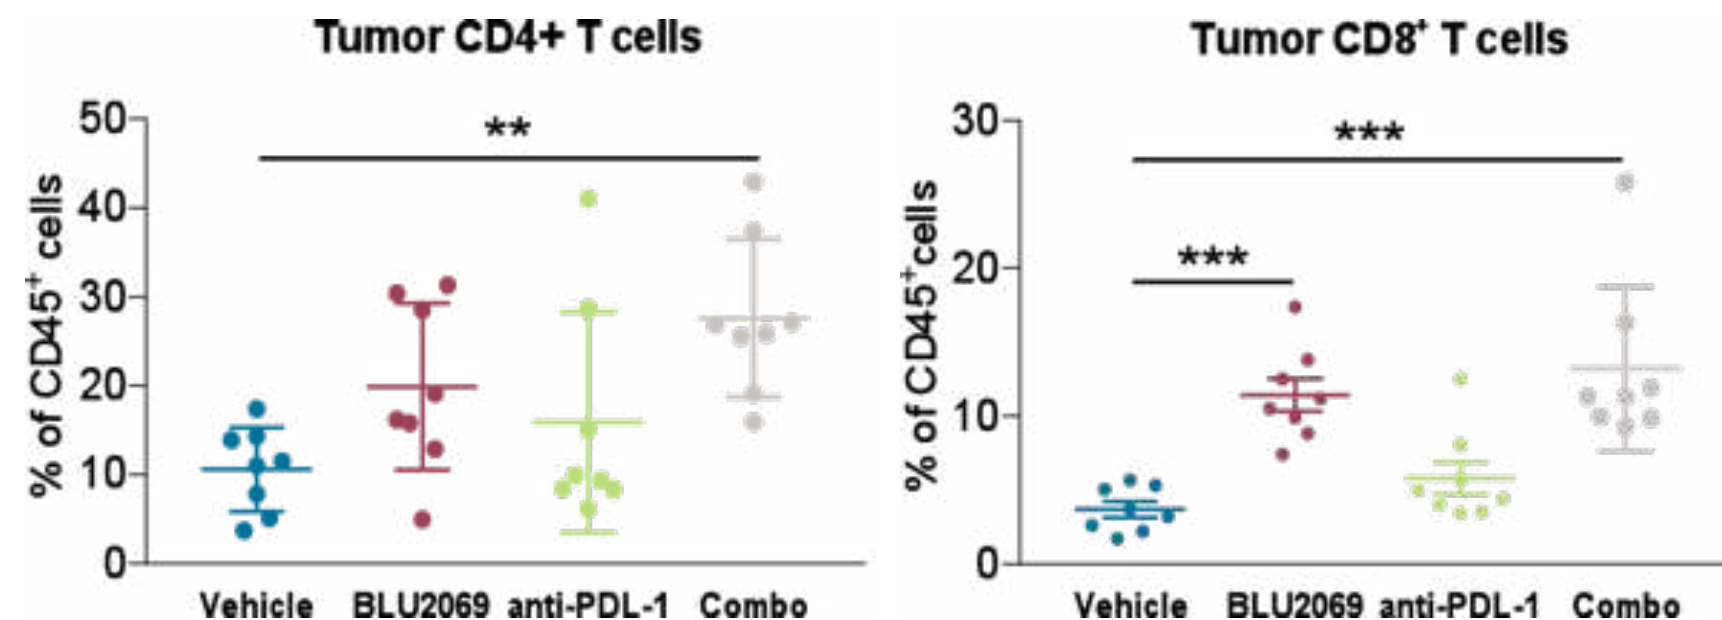 Tumor CD4+ T cells
% of CD45⁺ cells
50
40
30
20
10
0
**
Vehicle BLU2069 anti-PDL-1 Combo
Tumor CD8⁺ T cells
% of CD45⁺cells
30
20
10
0
***
***
Vehicle BLU2069 anti-PDL-1 Combo